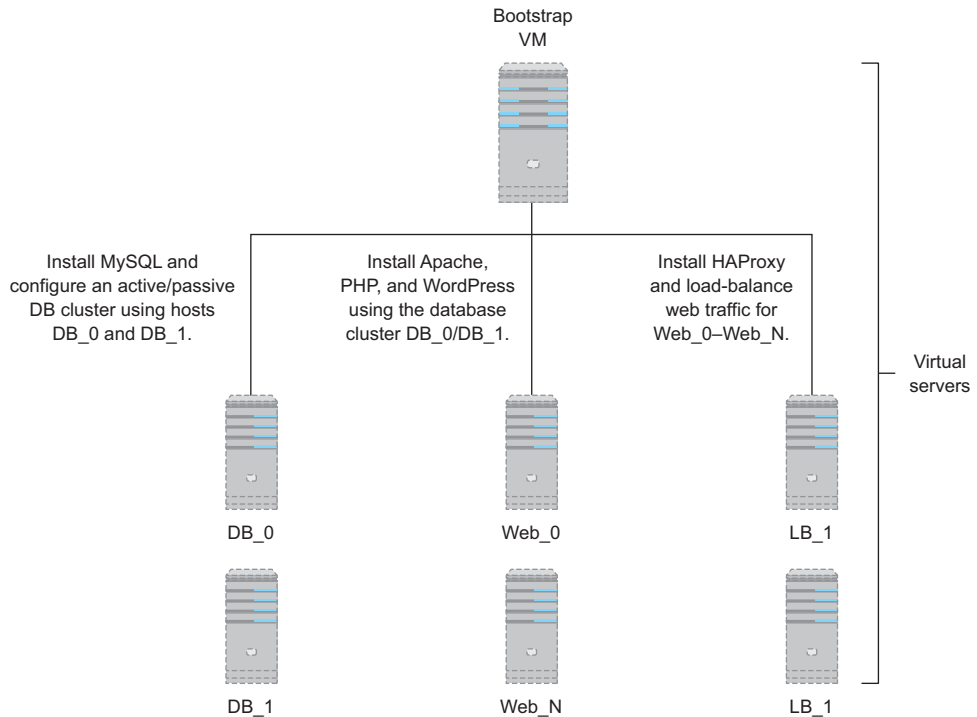 Bootstrap
VM
Install MySQL and
configure an active/passive
DB cluster using hosts
DB_0 and DB_1.
Install Apache,
PHP, and WordPress
using the database
cluster DB_0/DB_1.
Install HAProxy
and load-balance
web traffic for
Web_0–Web_N.
Virtual
servers
DB_0
Web_0
LB_1
DB_1
Web_N
LB_1